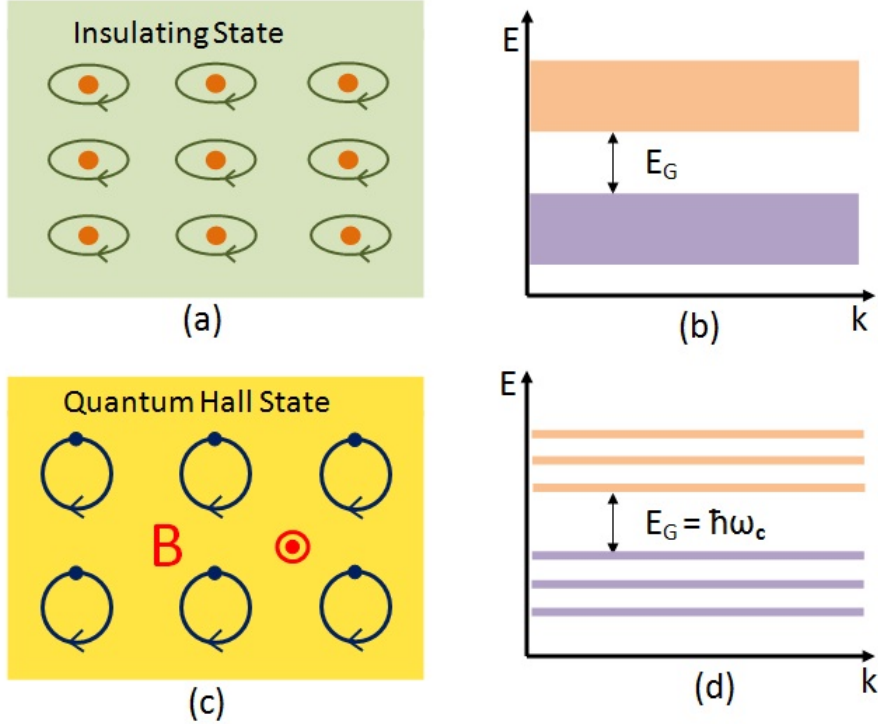 Insulating State
(a)
E
E_G
k
(b)
Quantum Hall State
B
(c)
E
E_G = ħω_c
k
(d)